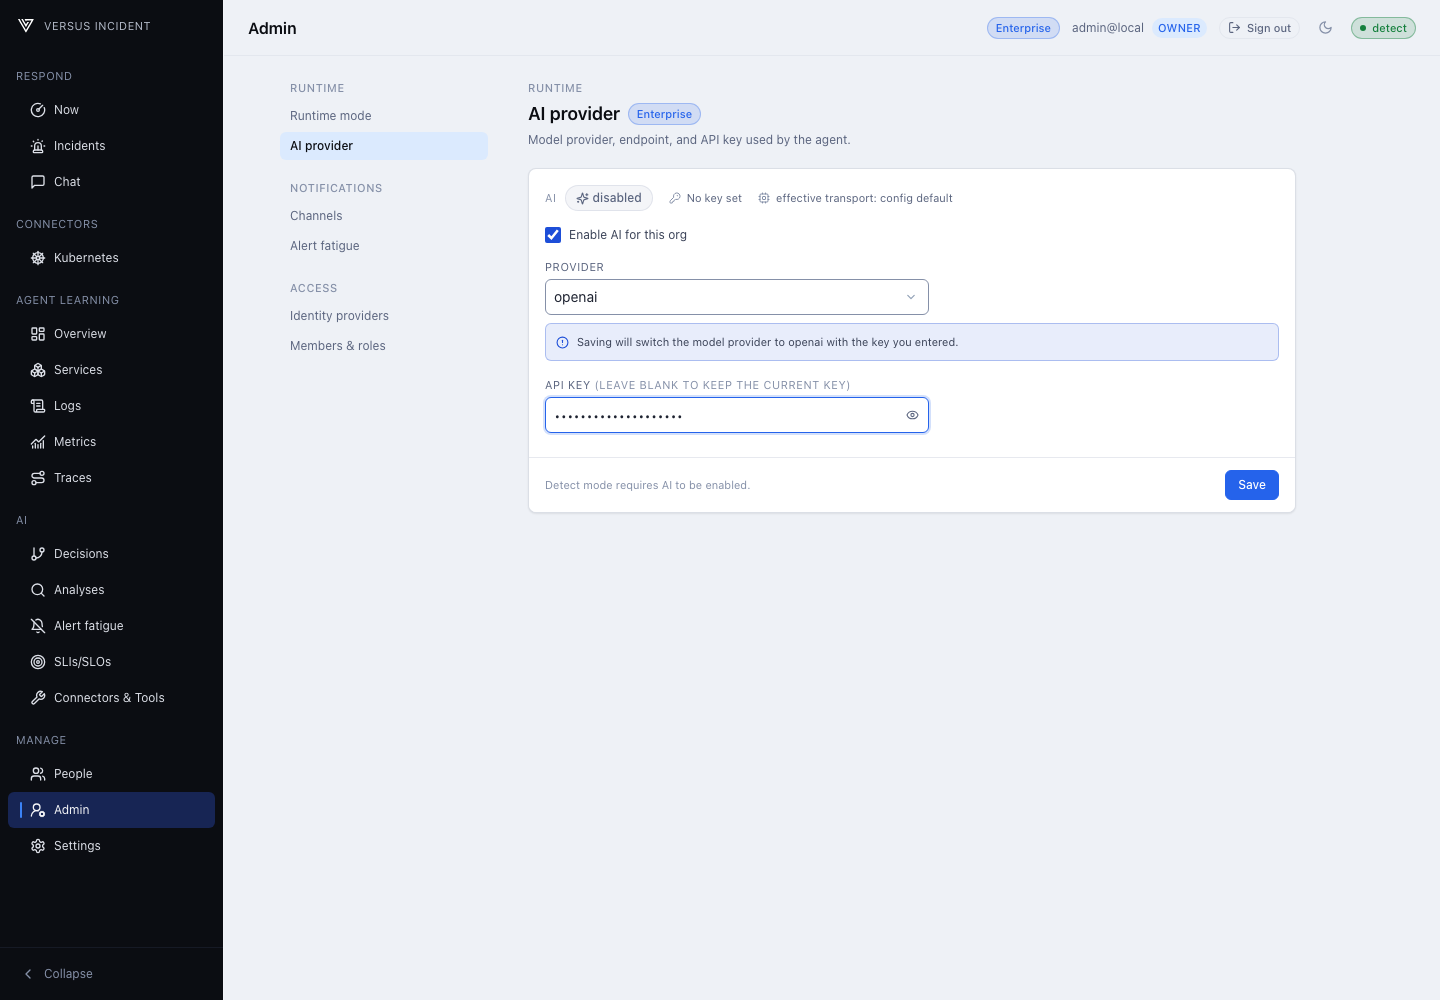 VERSUS INCIDENT
RESPOND
Now
Incidents
Chat
CONNECTORS
Kubernetes
AGENT LEARNING
Overview
Services
Logs
Metrics
Traces
AI
Decisions
Analyses
Alert fatigue
SLIs/SLOs
Connectors & Tools
MANAGE
People
Admin
Settings
Collapse
Admin
Enterprise admin@local OWNER Sign out detect
RUNTIME
Runtime mode
AI provider
NOTIFICATIONS
Channels
Alert fatigue
ACCESS
Identity providers
Members & roles
RUNTIME
AI provider Enterprise
Model provider, endpoint, and API key used by the agent.
AI disabled No key set effective transport: config default
Enable AI for this org
PROVIDER
openai
Saving will switch the model provider to openai with the key you entered.
API KEY (LEAVE BLANK TO KEEP THE CURRENT KEY)
••••••••••••••••••••
Detect mode requires AI to be enabled.
Save